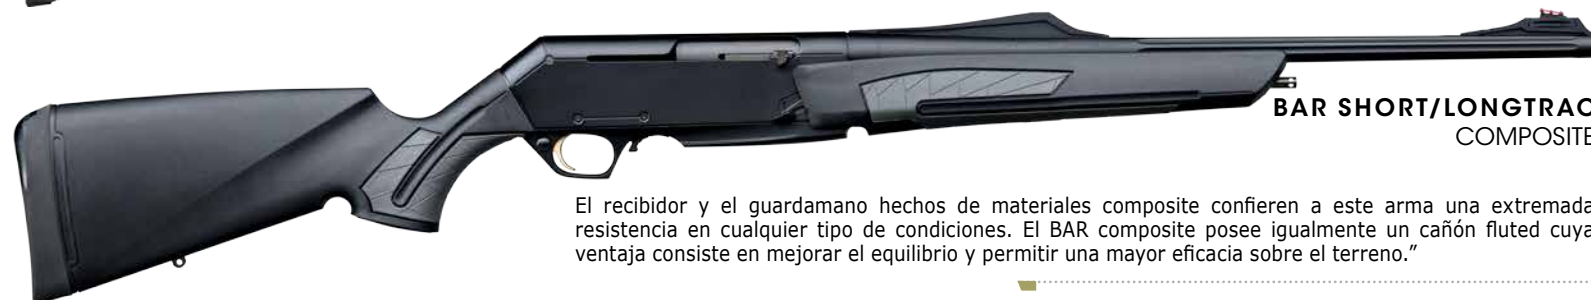 BAR SHORT/LONGTRAC
COMPOSITE
El recibidor y el guardamano hechos de materiales composite confieren a este arma una extremada
resistencia en cualquier tipo de condiciones. El BAR composite posee igualmente un cañón fluted cuya
ventaja consiste en mejorar el equilibrio y permitir una mayor eficacia sobre el terreno.”